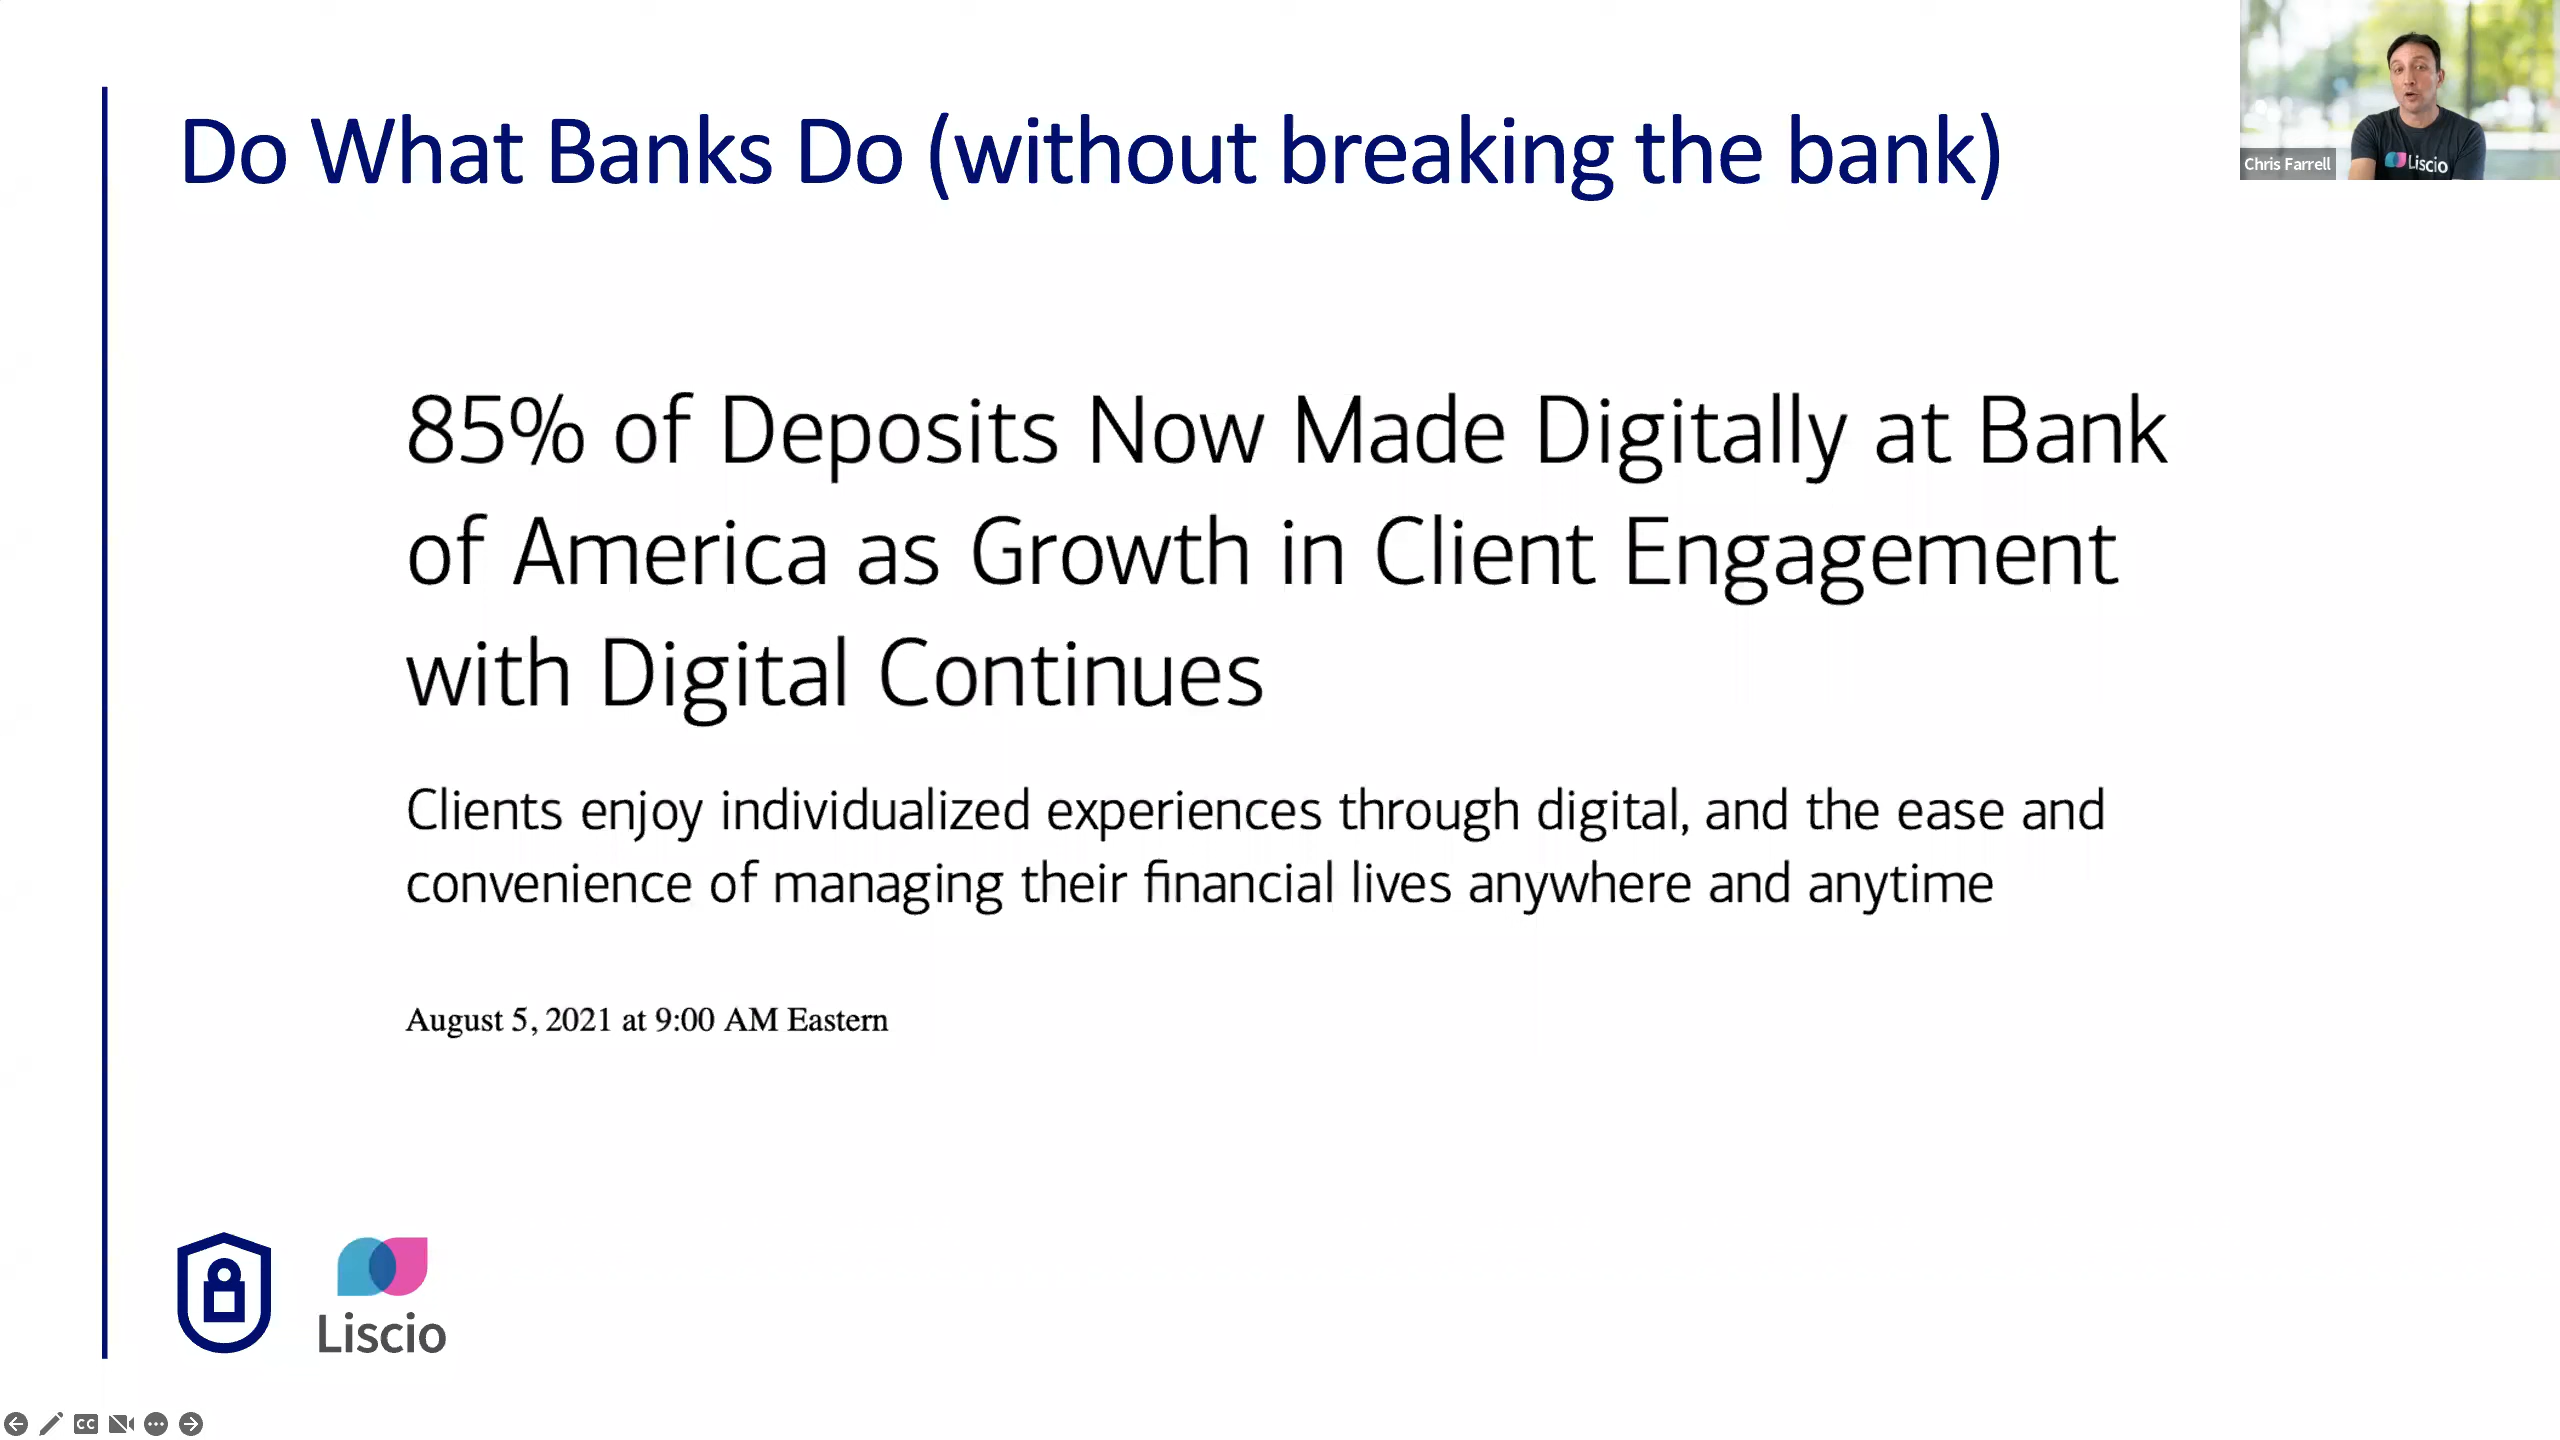 Do What Banks Do (without breaking the bank)
Chris Farrell
Liscio
85% of Deposits Now Made Digitally at Bank
of America as Growth in Client Engagement
with Digital Continues
Clients enjoy individualized experiences through digital, and the ease and
convenience of managing their financial lives anywhere and anytime
August 5, 2021 at 9:00 AM Eastern
Liscio
CC